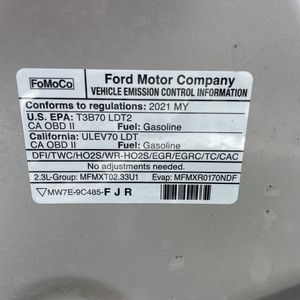 FoMoCo
Ford Motor Company
VEHICLE EMISSION CONTROL INFORMATION
Conforms to regulations: 2021 MY
U.S. EPA: T3B70 LDT2
CA OBD II Fuel: Gasoline
California: ULEV70 LDT
CA OBD II Fuel: Gasoline
DFI/TWC/HO2S/WR-HO2S/EGR/EGRC/TC/CAC
No adjustments needed.
2.3L-Group: MFMXT02.33U1 Evap: MFMXR0170NDF
MW7E-9C485-F J R